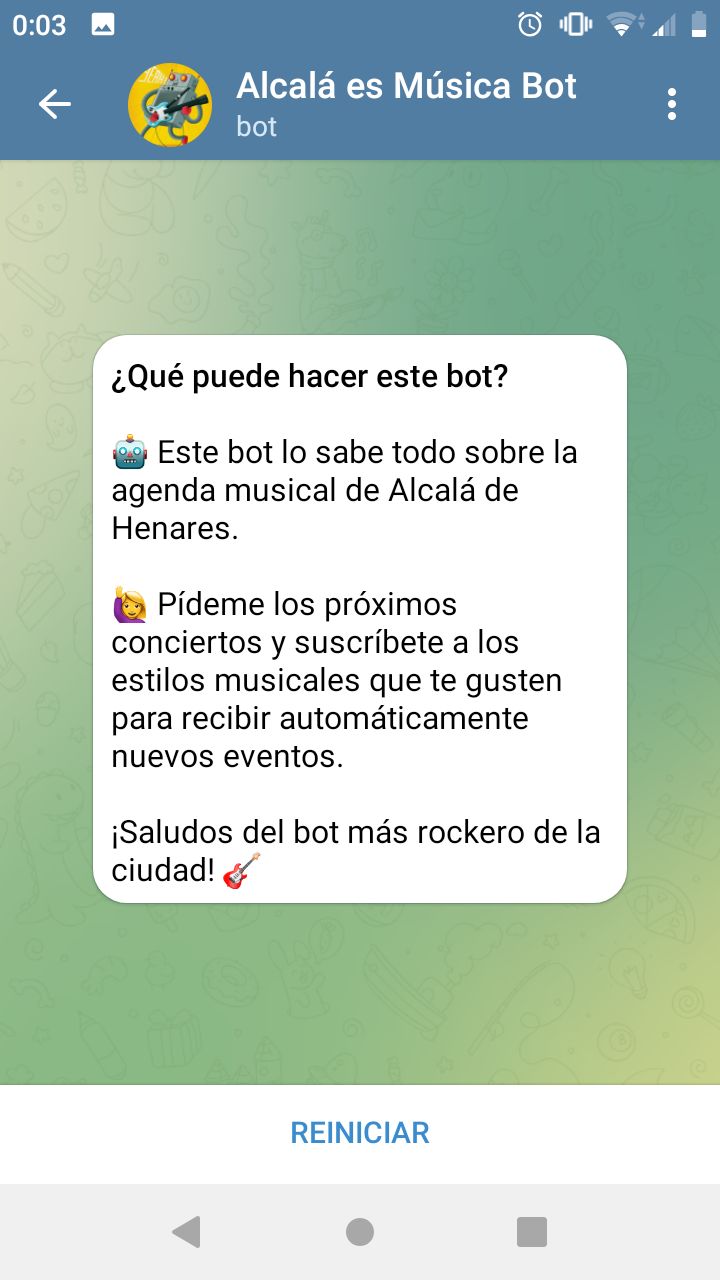 0:03
Alcalá es Música Bot
bot
¿Qué puede hacer este bot?
🤖 Este bot lo sabe todo sobre la
agenda musical de Alcalá de
Henares.
🙋‍♀️ Pídeme los próximos
conciertos y suscríbete a los
estilos musicales que te gusten
para recibir automáticamente
nuevos eventos.
¡Saludos del bot más rockero de la
ciudad! 🎸
REINICIAR